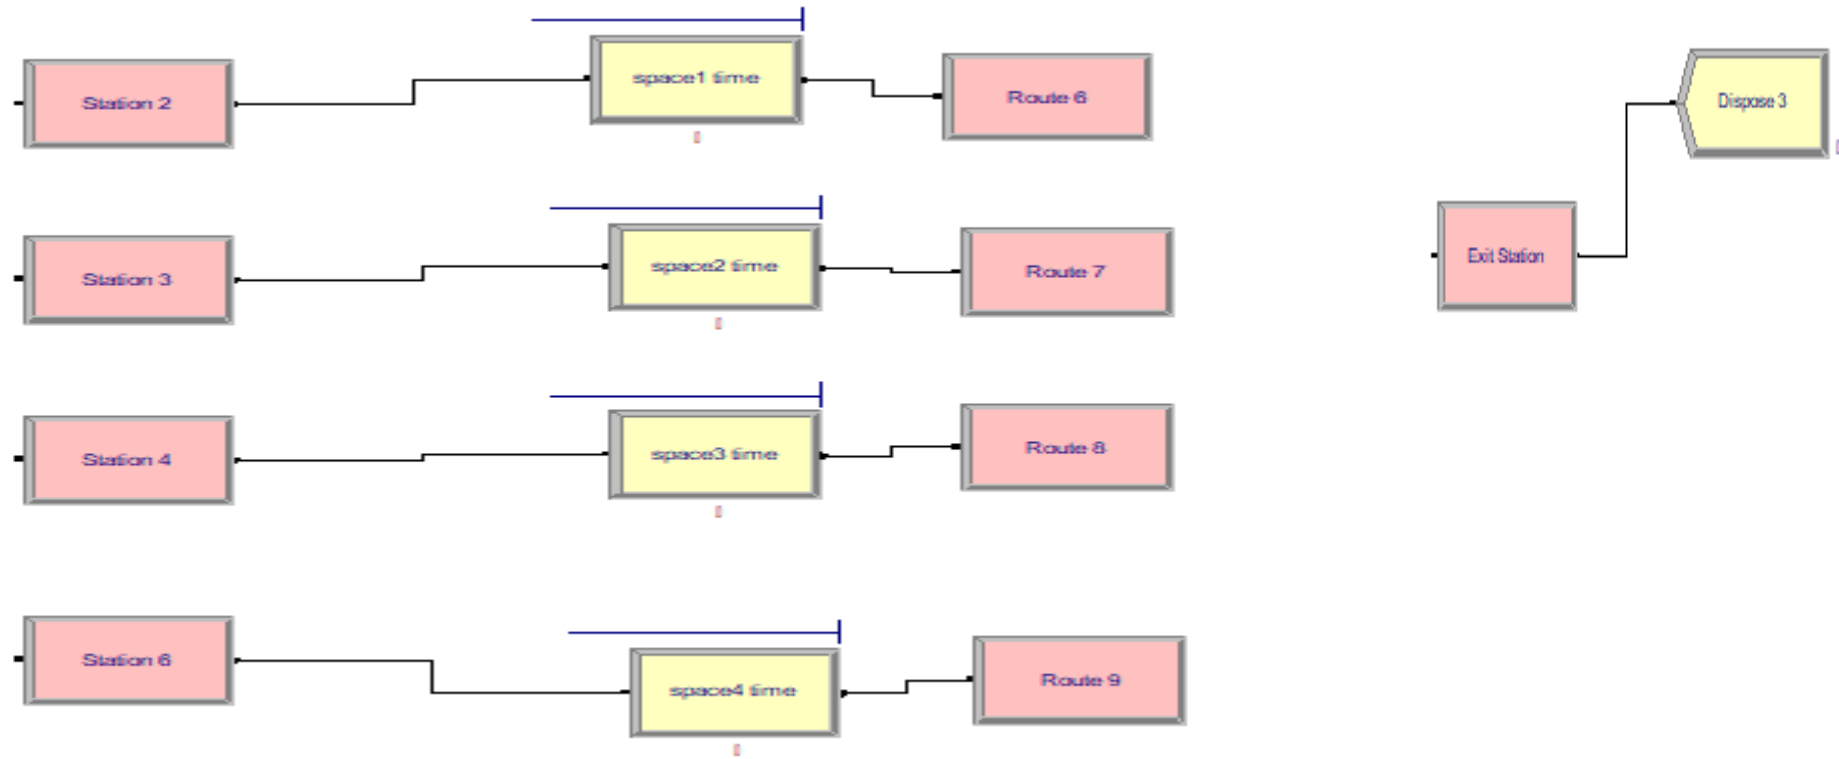 Station 2
space1 time
Route 6
Dispose 3
Station 3
space2 time
Route 7
Exit Station
Station 4
space3 time
Route 8
Station 6
space4 time
Route 9